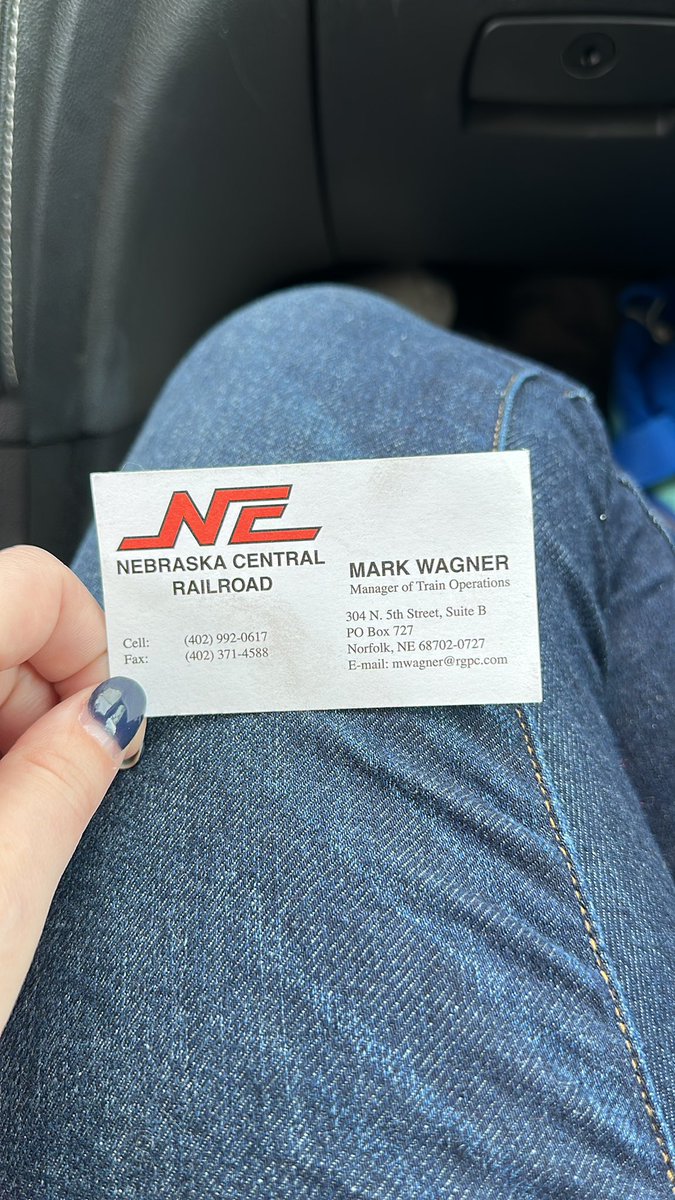 NE
NEBRASKA CENTRAL
RAILROAD
Cell: (402) 992-0617
Fax: (402) 371-4588
MARK WAGNER
Manager of Train Operations
304 N. 5th Street, Suite B
PO Box 727
Norfolk, NE 68702-0727
E-mail: mwagner@rgpc.com